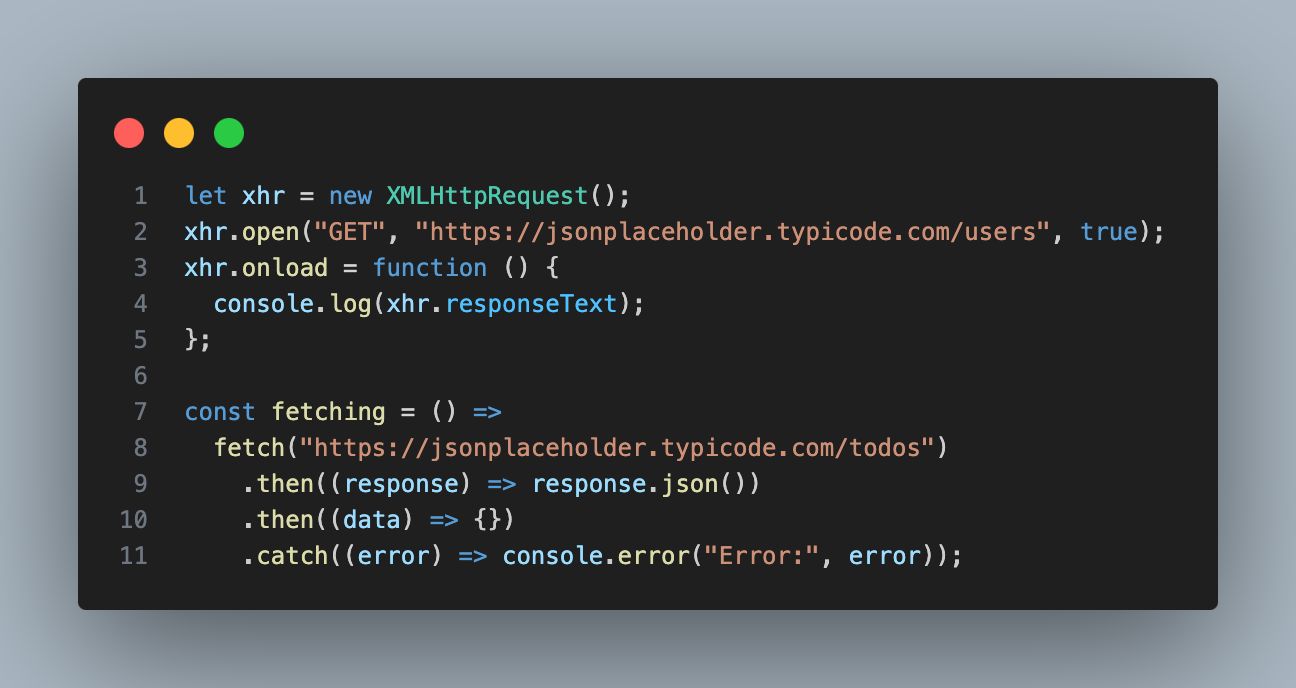 1 let xhr = new XMLHttpRequest();
2 xhr.open("GET", "https://jsonplaceholder.typicode.com/users", true);
3 xhr.onload = function () {
4   console.log(xhr.responseText);
5 };
6
7 const fetching = () =>
8   fetch("https://jsonplaceholder.typicode.com/todos")
9     .then((response) => response.json())
10     .then((data) => {})
11     .catch((error) => console.error("Error:", error));